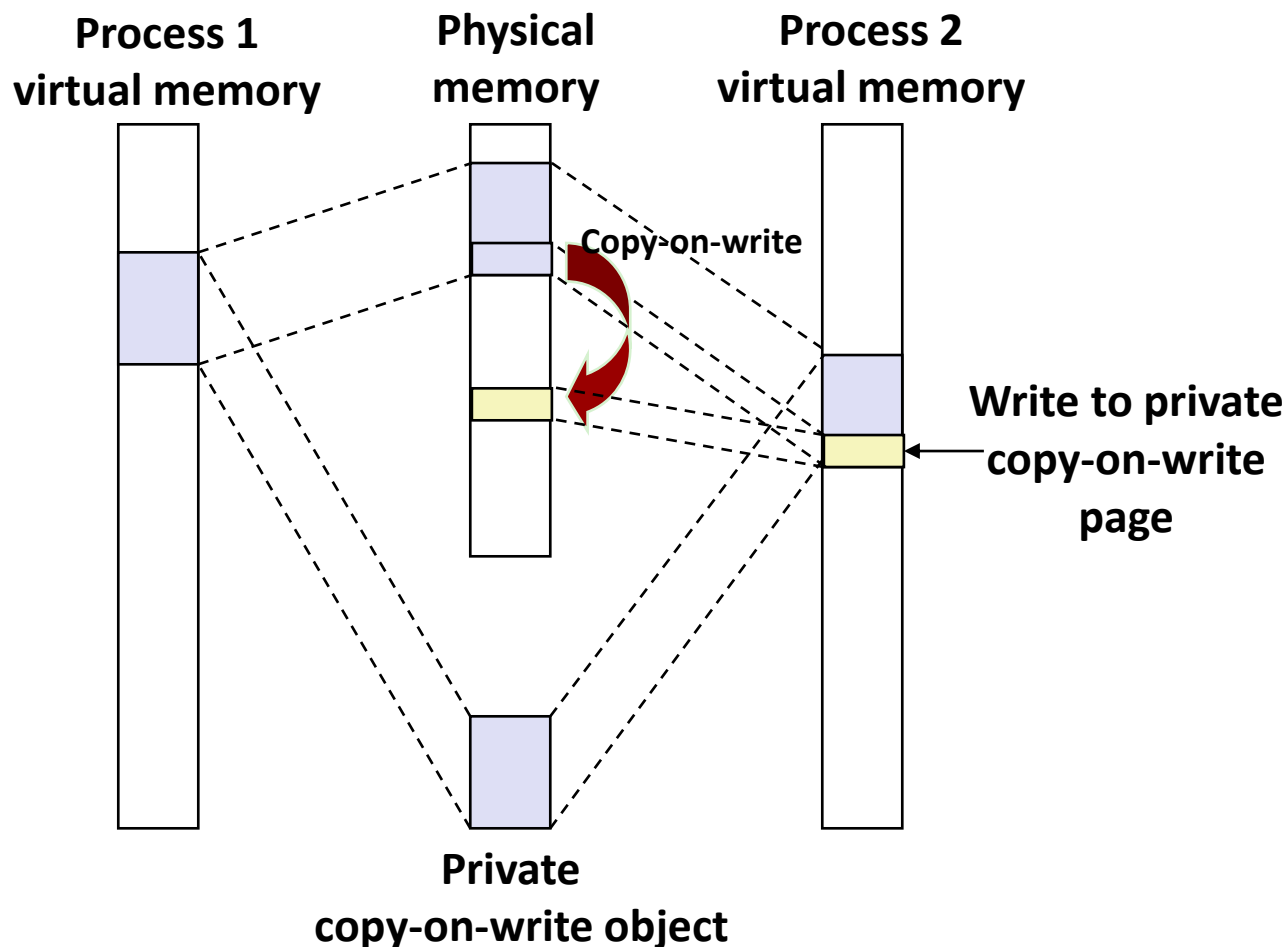 Process 1
virtual memory
Physical
memory
Process 2
virtual memory
Copy-on-write
Write to private
copy-on-write
page
Private
copy-on-write object